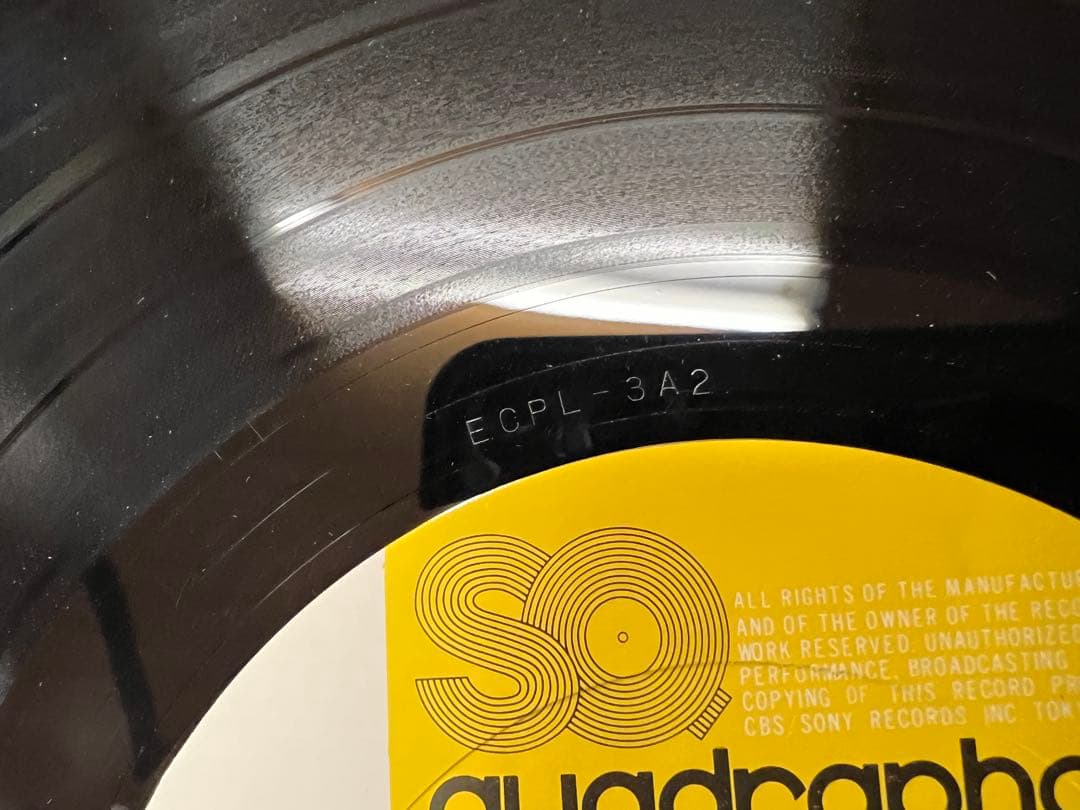 ECPL-3A2
SQ
ALL RIGHTS OF THE MANUFACTU
AND OF THE OWNER OF THE RECO
WORK RESERVED. UNAUTHORIZED
PERFORMANCE, BROADCASTING
COPYING OF THIS RECORD PR
CBS/SONY RECORDS INC. TOK
quadrapho